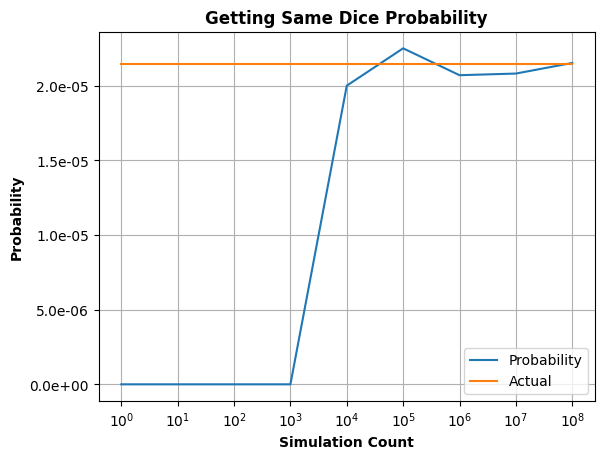 Getting Same Dice Probability
Probability
2.0e-05
1.5e-05
1.0e-05
5.0e-06
0.0e+00
10⁰ 10¹ 10² 10³ 10⁴ 10⁵ 10⁶ 10⁷ 10⁸
Simulation Count
Probability
Actual